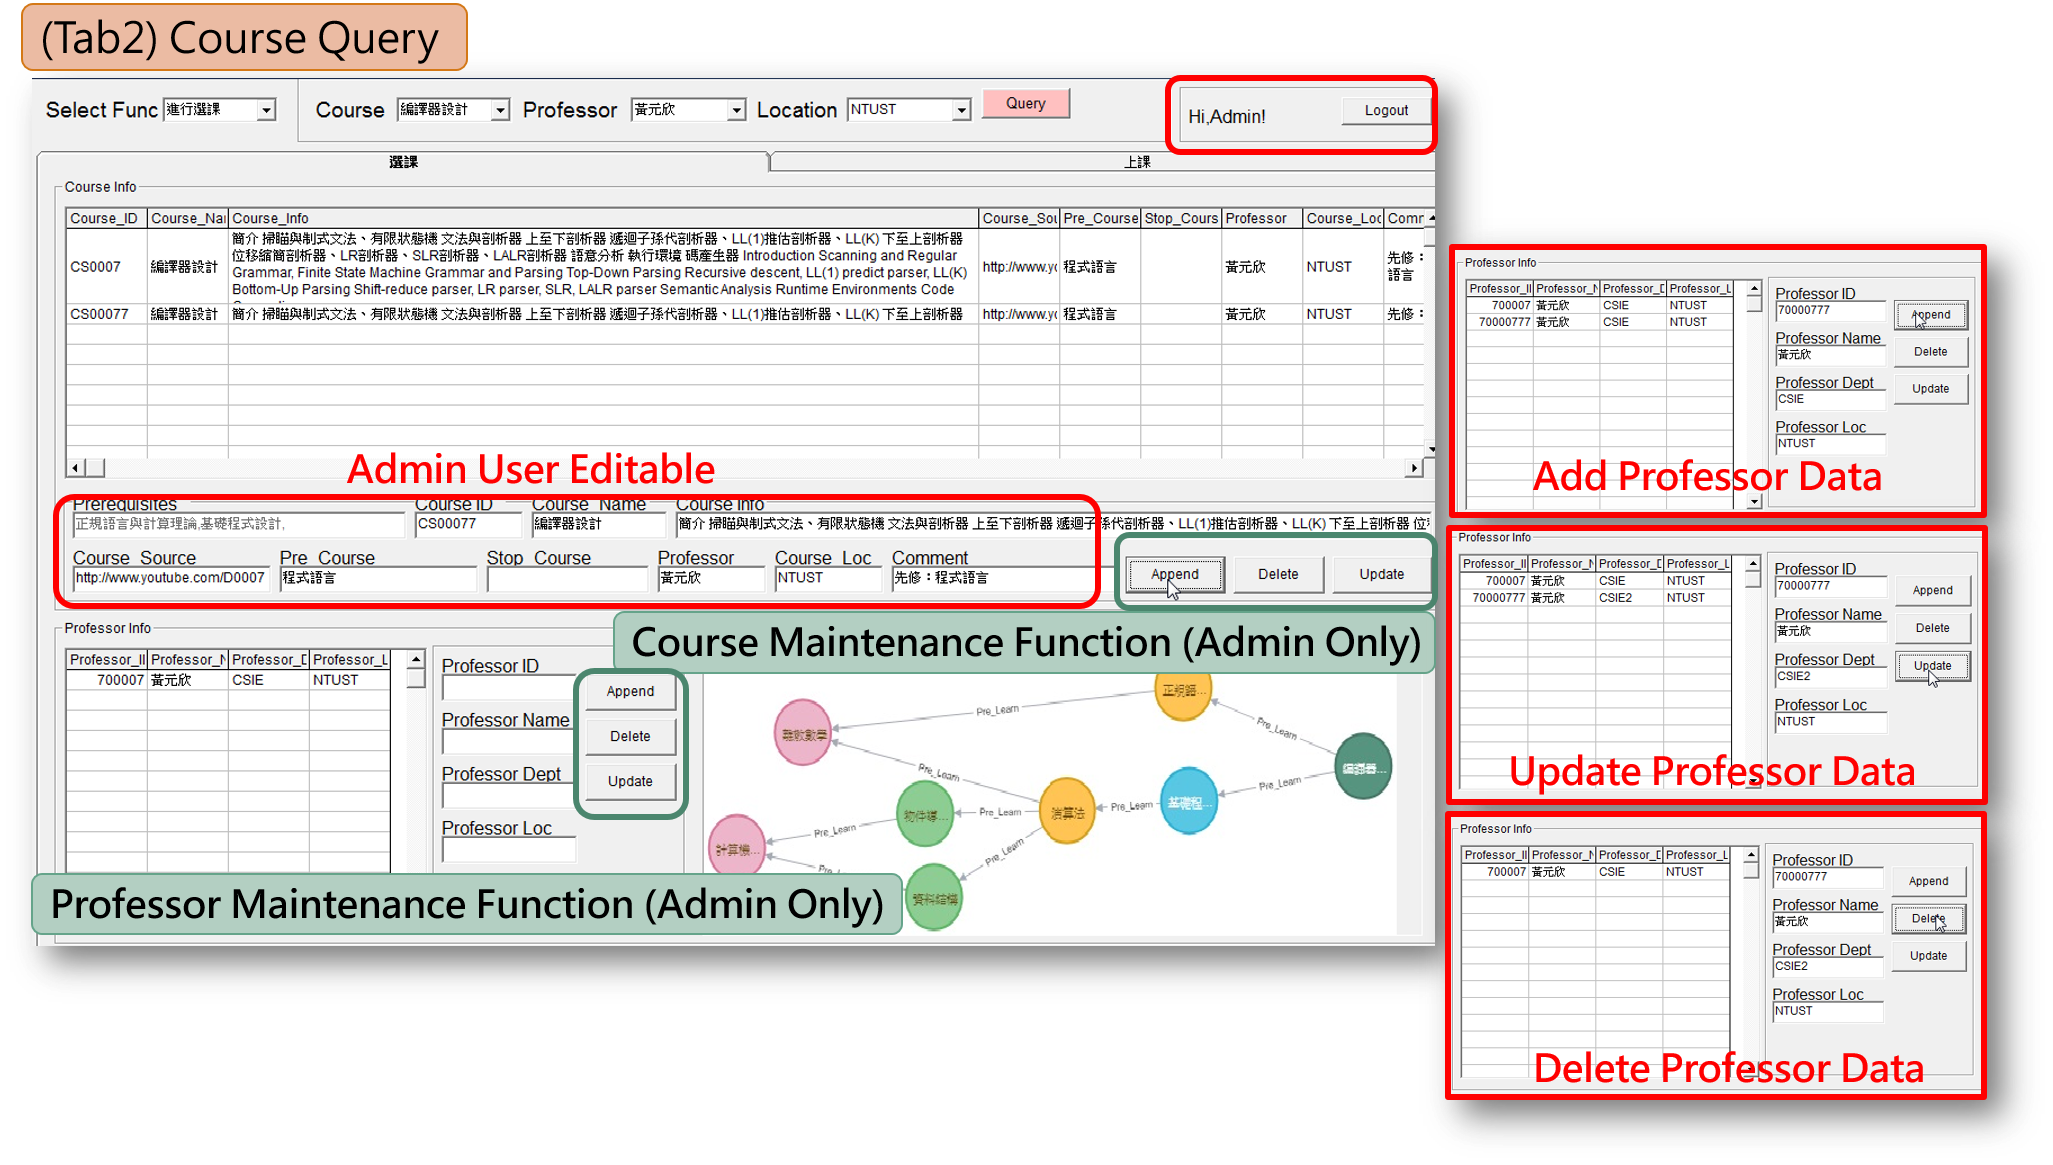 (Tab2) Course Query
Select Func 進行選課 Course 編譯器設計 Professor 黃元欣 Location NTUST Query
Hi,Admin! Logout
選課 上課
Course Info
Course_ID Course_Nai Course_Info Course_Sou Pre_Course Stop_Cours Professor Course_Loc Comm
簡介 掃瞄與制式文法、有限狀態機 文法與剖析器 上至下剖析器 遞迴子孫代剖析器、LL(1)推估剖析器、LL(K) 下至上剖析器
位移縮簡剖析器、LR剖析器、SLR剖析器、LALR剖析器 語意分析 執行環境 碼產生器 Introduction Scanning and Regular
Grammar, Finite State Machine Grammar and Parsing Top-Down Parsing Recursive descent, LL(1) predict parser, LL(K)
Bottom-Up Parsing Shift-reduce parser, LR parser, SLR, LALR parser Semantic Analysis Runtime Environments Code
CS0007 編譯器設計 http://www.yo 程式語言 黃元欣 NTUST 先修：
語言
CS00077 編譯器設計 簡介 掃瞄與制式文法、有限狀態機 文法與剖析器 上至下剖析器 遞迴子孫代剖析器、LL(1)推估剖析器、LL(K) 下至上剖析器 http://www.yo 程式語言 黃元欣 NTUST 先修：
Admin User Editable
Prerequisites Course ID Course_Name Course Info
正規語言與計算理論,基礎程式設計, CS00077 編譯器設計 簡介 掃瞄與制式文法、有限狀態機 文法與剖析器 上至下剖析器 遞迴子孫代剖析器、LL(1)推估剖析器、LL(K) 下至上剖析器 位
Course_Source Pre_Course Stop_Course Professor Course_Loc Comment
http://www.youtube.com/D0007 程式語言 黃元欣 NTUST 先修：程式語言
Append Delete Update
Course Maintenance Function (Admin Only)
Professor Info
Professor_II Professor_N Professor_D Professor_L
700007 黃元欣 CSIE NTUST
Professor ID
Professor Name
Professor Dept
Professor Loc
Append
Delete
Update
離散數學
計算機...
物件導...
資料結構
演算法
基礎程...
正規語...
編譯器...
Pre_Learn
Pre_Learn
Pre_Learn
Pre_Learn
Pre_Learn
Pre_Learn
Pre_Learn
Pre_Learn
Pre_
Professor Maintenance Function (Admin Only)
Professor Info
Professor_II Professor_N Professor_D Professor_L
700007 黃元欣 CSIE NTUST
70000777 黃元欣 CSIE NTUST
Professor ID
70000777
Professor Name
黃元欣
Professor Dept
CSIE
Professor Loc
NTUST
Append
Delete
Update
Add Professor Data
Professor Info
Professor_II Professor_N Professor_D Professor_L
700007 黃元欣 CSIE NTUST
70000777 黃元欣 CSIE2 NTUST
Professor ID
70000777
Professor Name
黃元欣
Professor Dept
CSIE2
Professor Loc
NTUST
Append
Delete
Update
Update Professor Data
Professor Info
Professor_II Professor_N Professor_D Professor_L
700007 黃元欣 CSIE NTUST
Professor ID
70000777
Professor Name
黃元欣
Professor Dept
CSIE2
Professor Loc
NTUST
Append
Delete
Update
Delete Professor Data